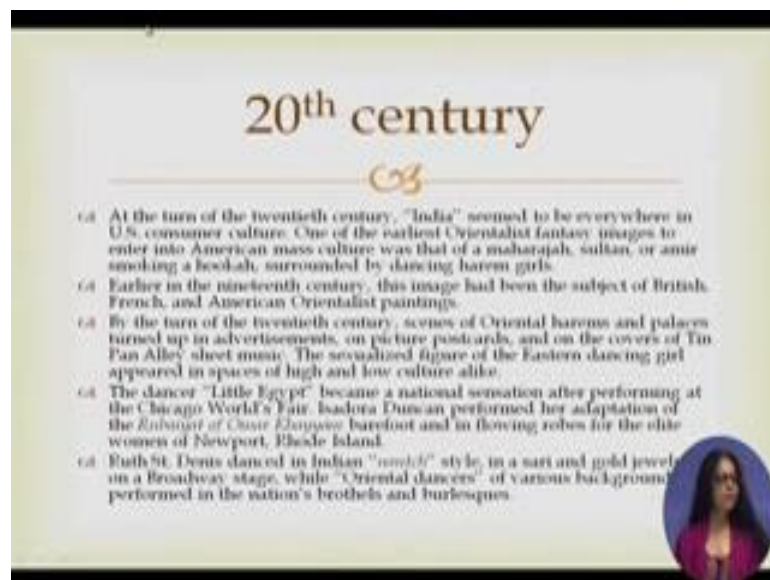 20th century
At the turn of the twentieth century, "India" seemed to be everywhere in
U.S. consumer culture. One of the earliest Orientalist fantasy images to
enter into American mass culture was that of a maharajah, sultan, or amir
smoking a hookah, surrounded by dancing harem girls.
Earlier in the nineteenth century, this image had been the subject of British,
French, and American Orientalist paintings.
By the turn of the twentieth century, scenes of Oriental harems and palaces
turned up in advertisements, on picture postcards, and on the covers of Tin
Pan Alley sheet music. The sexualized figure of the Eastern dancing girl
appeared in spaces of high and low culture alike.
The dancer "Little Egypt" became a national sensation after performing at
the Chicago World's Fair. Isadora Duncan performed her adaptation of
the Rubaiyat of Omar Khayyam barefoot and in flowing robes for the elite
women of Newport, Rhode Island.
Ruth St. Denis danced in Indian "nautch" style, in a sari and gold jewel
on a Broadway stage, while "Oriental dancers" of various background
performed in the nation's brothels and burlesques.